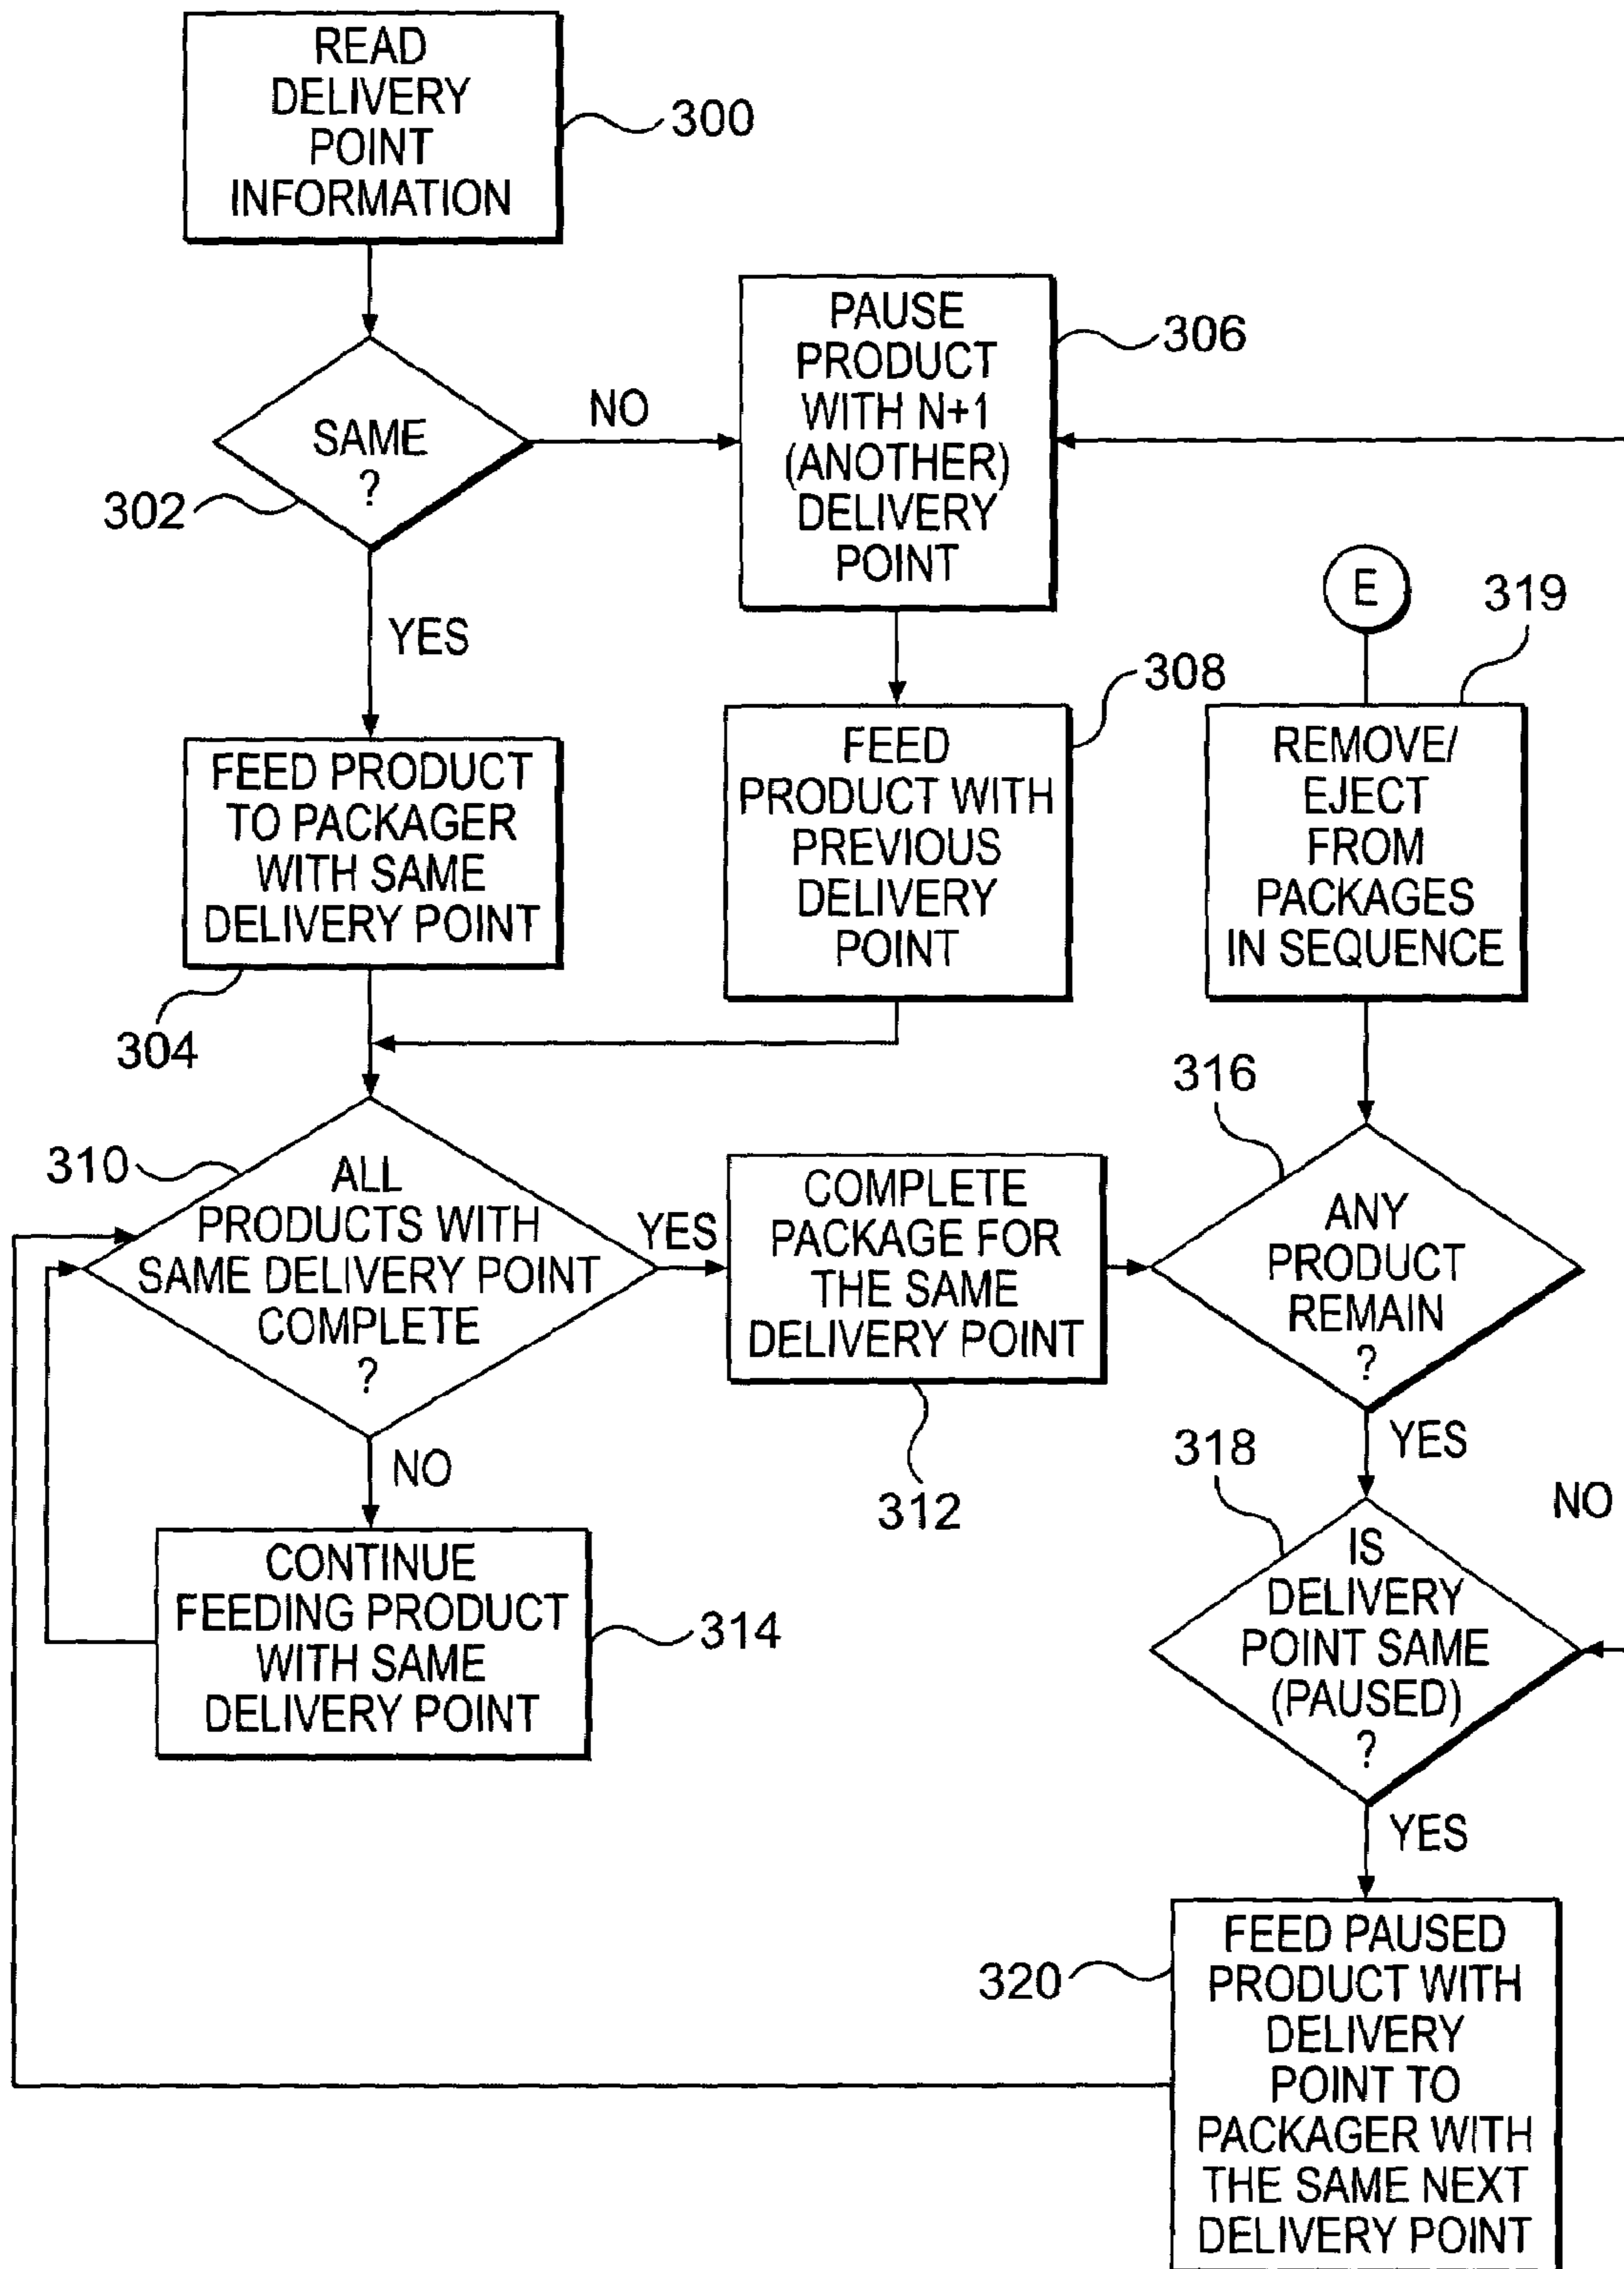 READ
DELIVERY
POINT
INFORMATION
300
SAME
?
302
NO
YES
PAUSE
PRODUCT
WITH N+1
(ANOTHER)
DELIVERY
POINT
306
FEED PRODUCT
TO PACKAGER
WITH SAME
DELIVERY POINT
304
FEED
PRODUCT WITH
PREVIOUS
DELIVERY
POINT
308
E
319
REMOVE/
EJECT
FROM
PACKAGES
IN SEQUENCE
310
ALL
PRODUCTS WITH
SAME DELIVERY POINT
COMPLETE
?
YES
NO
COMPLETE
PACKAGE FOR
THE SAME
DELIVERY POINT
312
316
ANY
PRODUCT
REMAIN
?
YES
CONTINUE
FEEDING PRODUCT
WITH SAME
DELIVERY POINT
314
318
IS
DELIVERY
POINT SAME
(PAUSED)
?
NO
YES
320
FEED PAUSED
PRODUCT WITH
DELIVERY
POINT TO
PACKAGER WITH
THE SAME NEXT
DELIVERY POINT